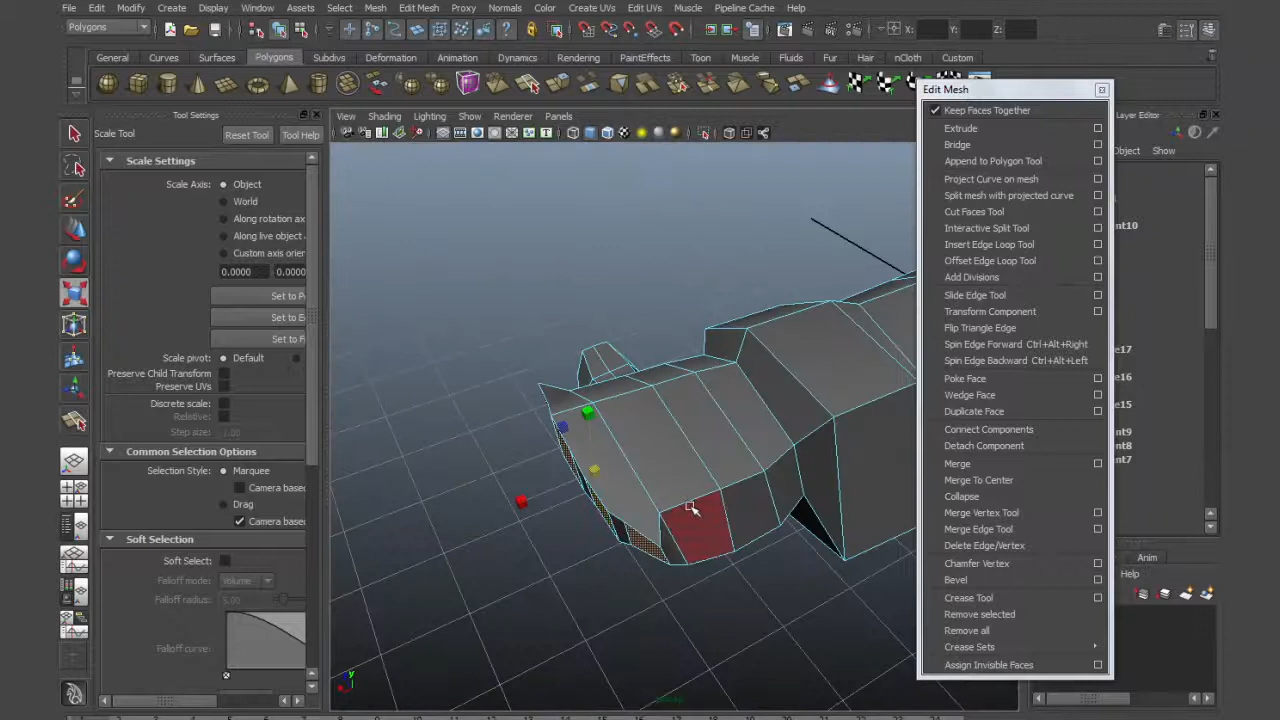 File Edit Modify Create Display Window Assets Select Mesh Edit Mesh Proxy Normals Color Create UVs Edit UVs Muscle Pipeline Cache Help
Polygons X: Y: Z:
General Curves Surfaces Polygons Subdivs Deformation Animation Dynamics Rendering PaintEffects Toon Muscle Fluids Fur Hair nCloth Custom
Tool Settings
Scale Tool Reset Tool Tool Help
Scale Settings
Scale Axis: Object
World
Along rotation ax
Along live object
Custom axis orien
0.0000 0.0000
Set to P
Set to E
Set to F
Scale pivot: Default
Preserve Child Transform
Preserve UVs
Discrete scale:
Relative:
Step size: 1.00
Common Selection Options
Selection Style: Marquee
Camera base
Drag
Camera base
Soft Selection
Soft Select:
Falloff mode: Volume
Falloff radius: 5.00
Falloff curve:
View Shading Lighting Show Renderer Panels
persp
y
Edit Mesh
Keep Faces Together
Extrude
Bridge
Append to Polygon Tool
Project Curve on mesh
Split mesh with projected curve
Cut Faces Tool
Interactive Split Tool
Insert Edge Loop Tool
Offset Edge Loop Tool
Add Divisions
Slide Edge Tool
Transform Component
Flip Triangle Edge
Spin Edge Forward Ctrl+Alt+Right
Spin Edge Backward Ctrl+Alt+Left
Poke Face
Wedge Face
Duplicate Face
Connect Components
Detach Component
Merge
Merge To Center
Collapse
Merge Vertex Tool
Merge Edge Tool
Delete Edge/Vertex
Chamfer Vertex
Bevel
Crease Tool
Remove selected
Remove all
Crease Sets
Assign Invisible Faces
Layer Editor
Object Show
nt10
e17
e16
e15
nt9
nt8
nt7
Anim
Help